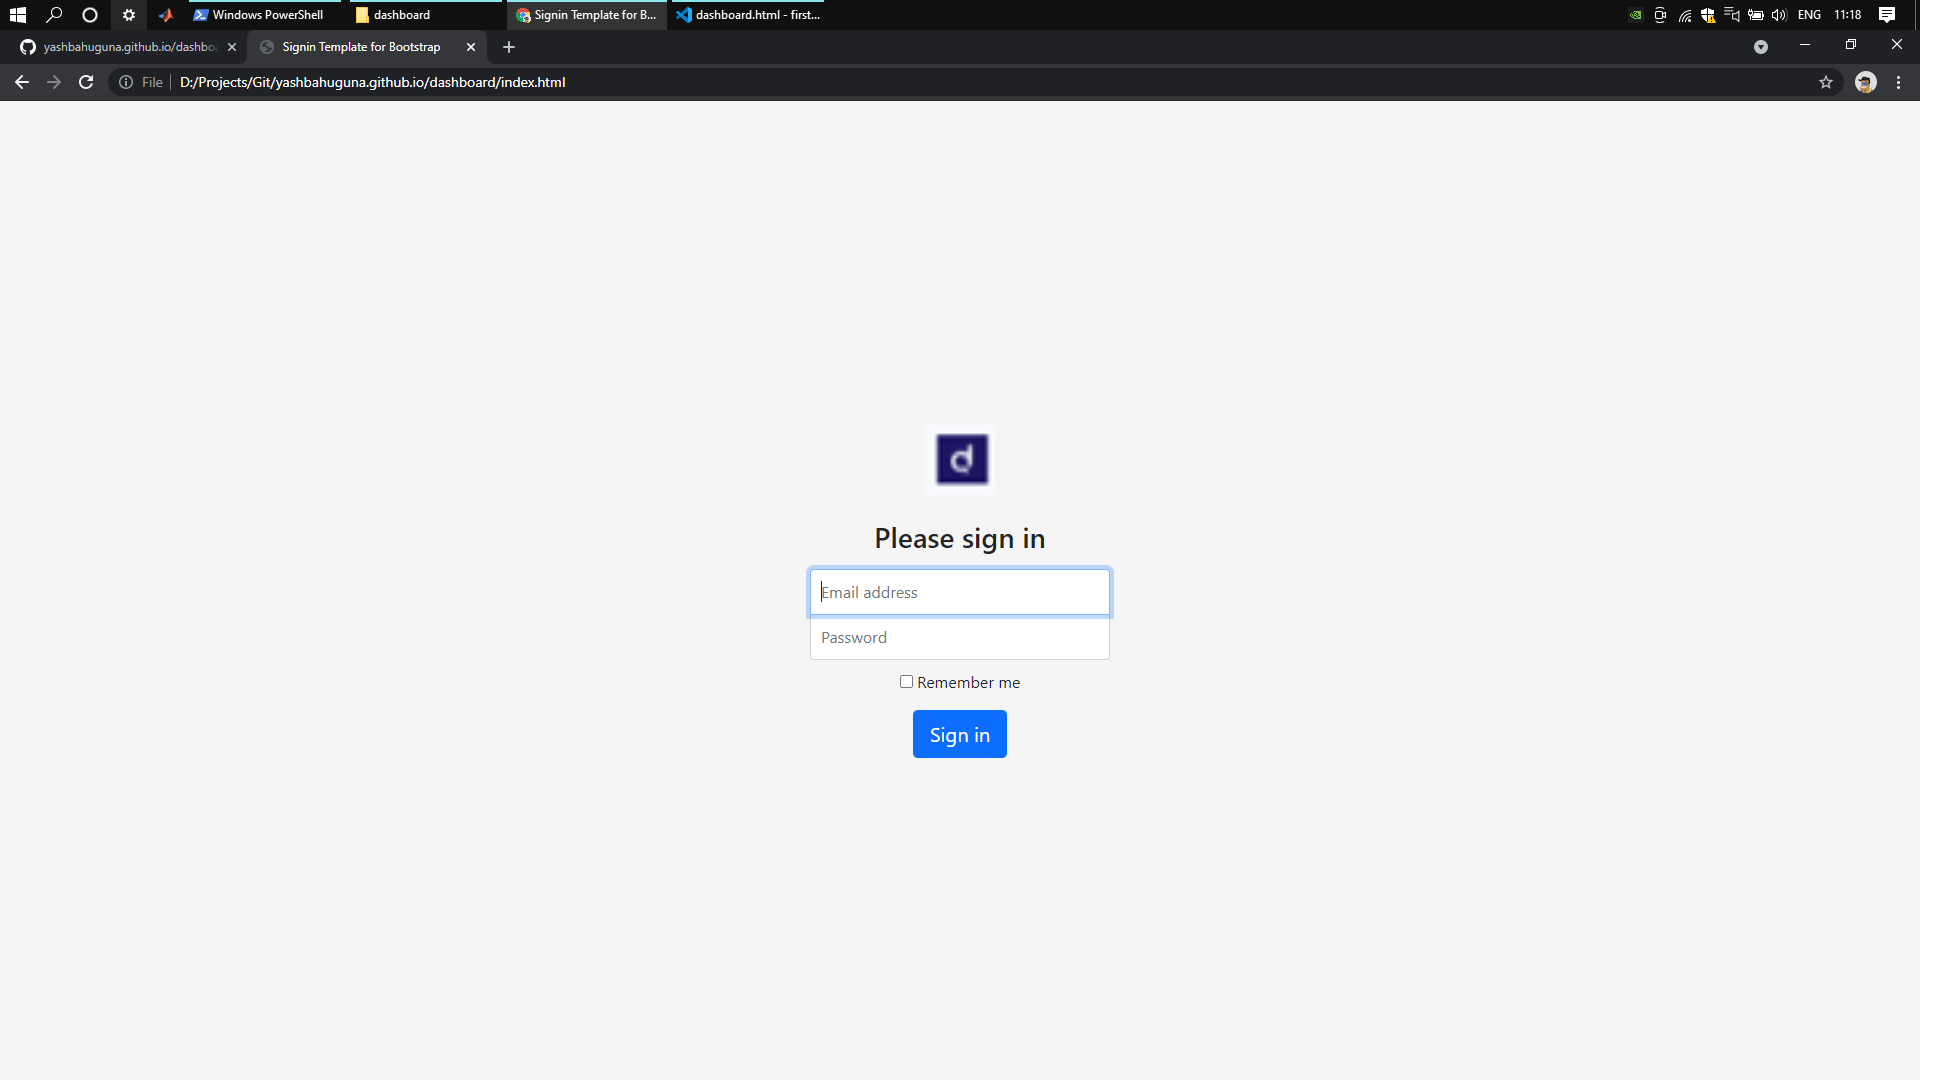 Windows PowerShell dashboard Signin Template for B... dashboard.html - first... ENG 11:18
yashbahuguna.github.io/dashbo Signin Template for Bootstrap
File D:/Projects/Git/yashbahuguna.github.io/dashboard/index.html
d
Please sign in
Email address
Password
Remember me
Sign in